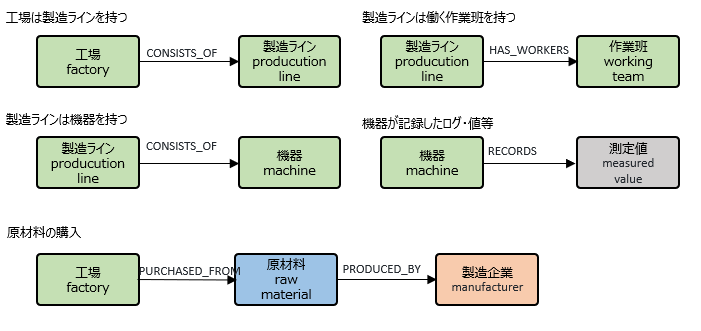 工場は製造ラインを持つ
工場
factory
CONSISTS_OF
製造ライン
producution
line
製造ラインは働く作業班を持つ
製造ライン
producution
line
HAS_WORKERS
作業班
working
team
製造ラインは機器を持つ
製造ライン
producution
line
CONSISTS_OF
機器
machine
機器が記録したログ・値等
機器
machine
RECORDS
測定値
measured
value
原材料の購入
工場
factory
PURCHASED_FROM
原材料
raw
material
PRODUCED_BY
製造企業
manufacturer